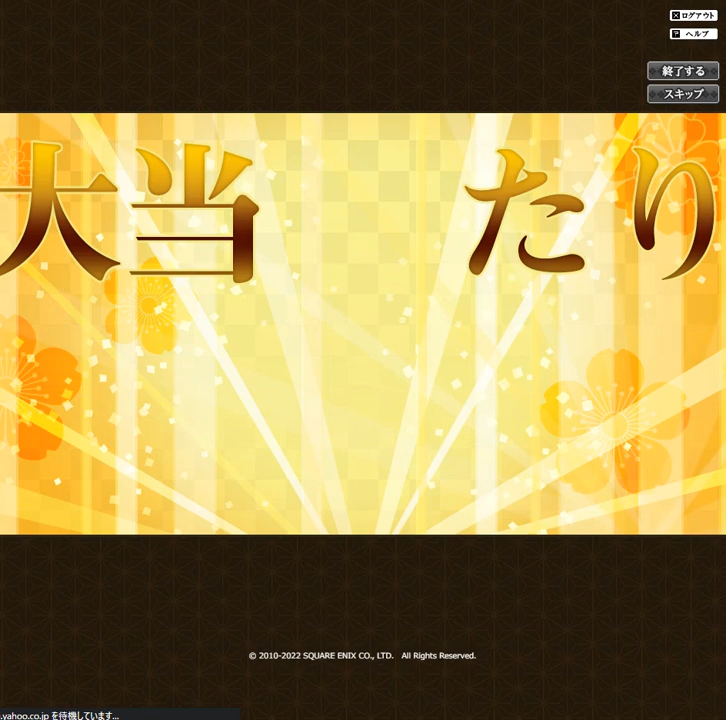 ログアウト
ヘルプ
終了する
スキップ
大当 たり
© 2010-2022 SQUARE ENIX CO., LTD. All Rights Reserved.
.yahoo.co.jp を待機しています...